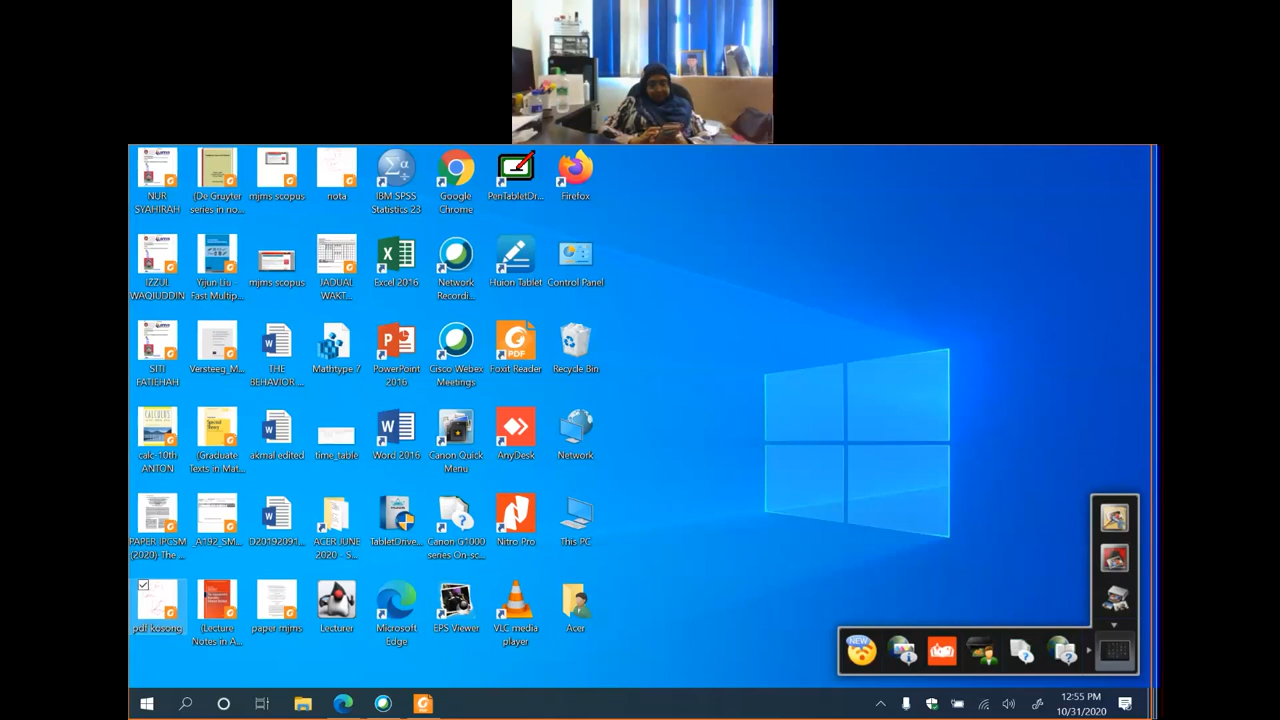 NUR
SYAHIRAH
(De Gruyter
series in no...
mjms scopus
nota
IBM SPSS
Statistics 23
Google
Chrome
PenTabletDr...
Firefox
IZZUL
WAQIUDDIN
Yijun Liu -
Fast Multip...
mjms scopus
JADUAL
WAKT...
Excel 2016
Network
Recordi...
Huion Tablet
Control Panel
SITI
FATIEHAH
Versteeg_M...
THE
BEHAVIOR ...
Mathtype 7
PowerPoint
2016
Cisco Webex
Meetings
Foxit Reader
Recycle Bin
calc-10th
ANTON
(Graduate
Texts in Mat...
akmal edited
time_table
Word 2016
Canon Quick
Menu
AnyDesk
Network
PAPER IPCSM
(2020)-The ...
A192_SM...
D20192091...
ACER JUNE
2020 - S...
TabletDrive...
Canon G1000
series On-sc...
Nitro Pro
This PC
pdf kosong
(Lecture
Notes in A...
paper mjms
Lecturer
Microsoft
Edge
EPS Viewer
VLC media
player
Acer
NEW
12:55 PM
10/31/2020